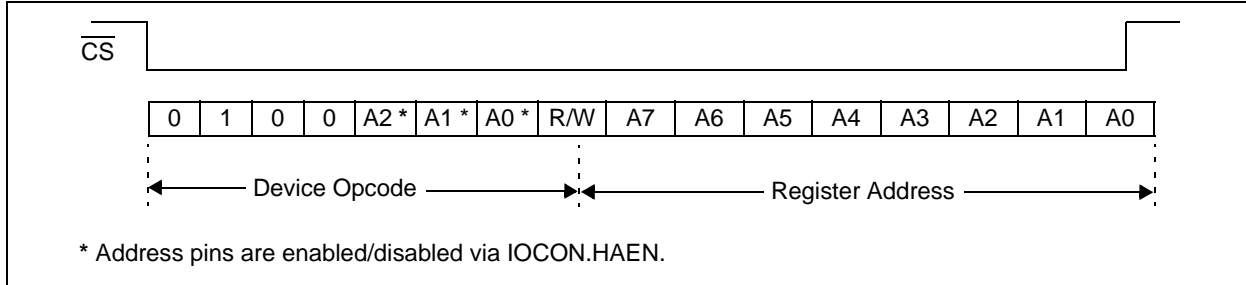 CS
0 1 0 0 A2 * A1 * A0 * R/W A7 A6 A5 A4 A3 A2 A1 A0
Device Opcode Register Address
* Address pins are enabled/disabled via IOCON.HAEN.